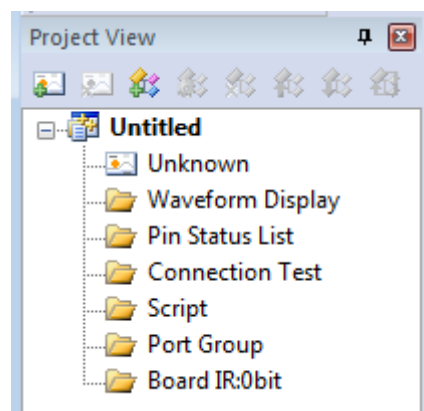 Project View
Untitled
Unknown
Waveform Display
Pin Status List
Connection Test
Script
Port Group
Board IR:0bit